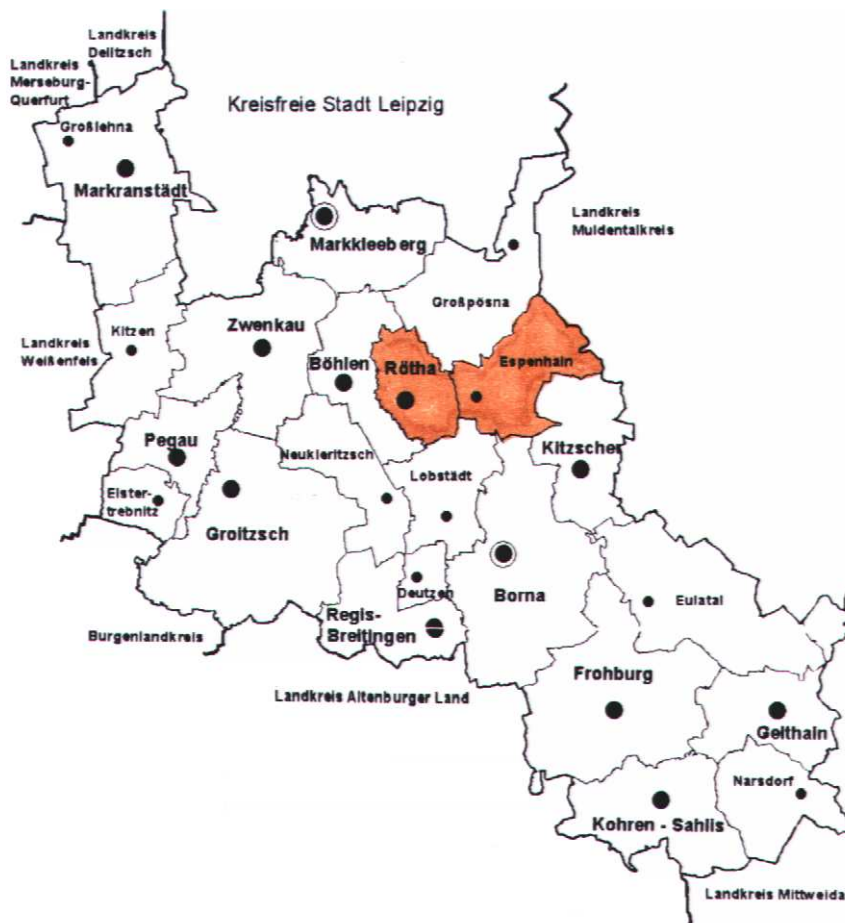 Landkreis
Delitzsch
Landkreis
Merseburg-
Querfurt
Kreisfreie Stadt Leipzig
Großlehna
Markranstädt
Landkreis
Muldentalkreis
Markkleeberg
Großpösna
Kitzen
Zwenkau
Landkreis
Weißenfels
Böhlen
Rötha
Espenhain
Pegau
Neukieritzsch
Kitzscher
Lobstädt
Elster-
trebnitz
Groitzsch
Deutzen
Borna
Eulatal
Regis-
Breitingen
Burgenlandkreis
Frohburg
Landkreis Altenburger Land
Geithain
Narsdorf
Kohren - Sahlis
Landkreis Mittweida